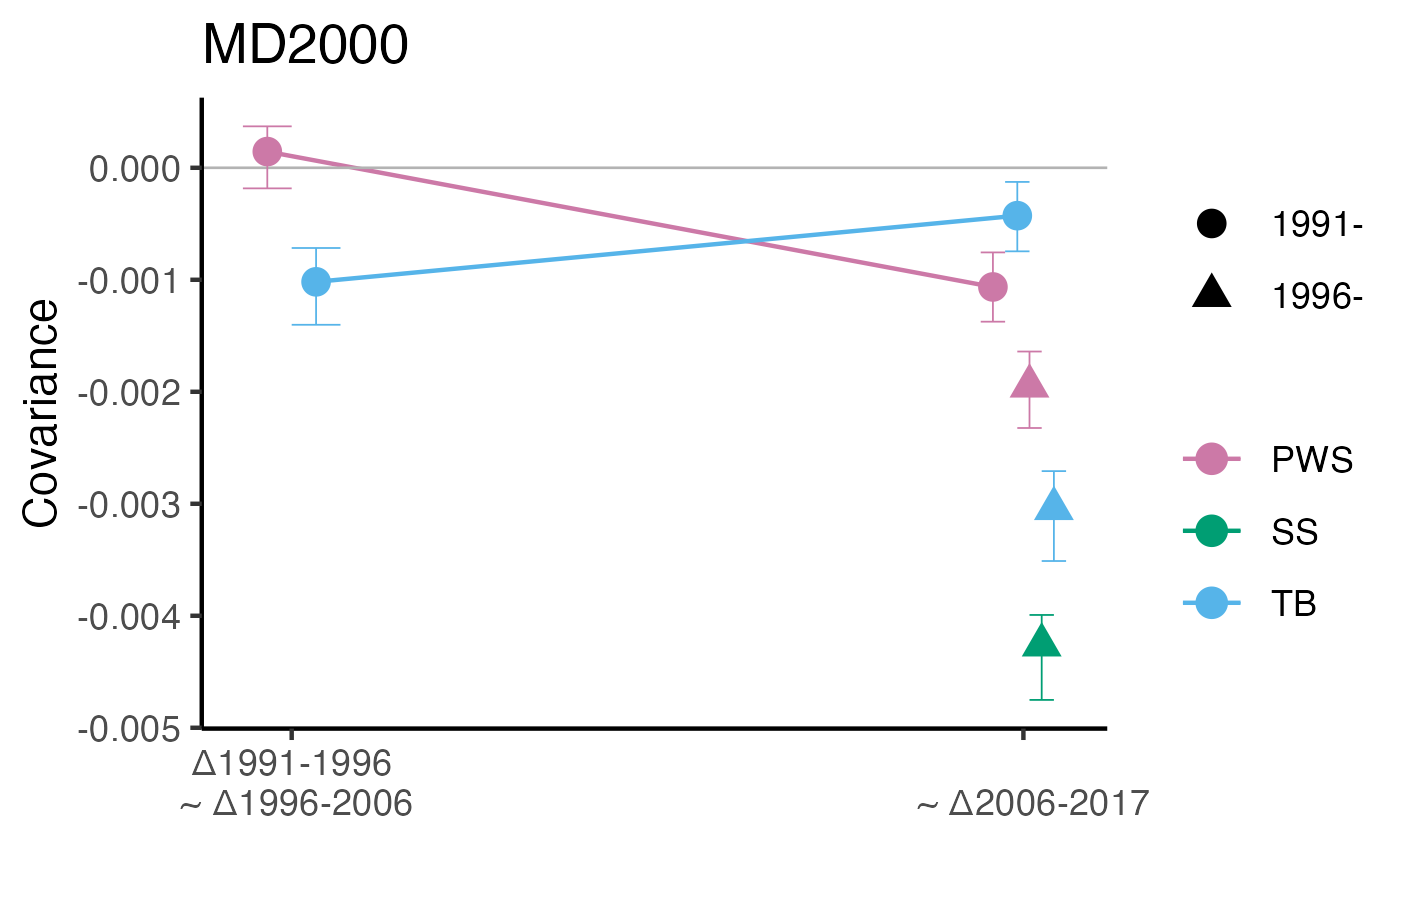 MD2000
Covariance
0.000
-0.001
-0.002
-0.003
-0.004
-0.005
Δ1991-1996
~ Δ1996-2006
~ Δ2006-2017
1991-
1996-
PWS
SS
TB